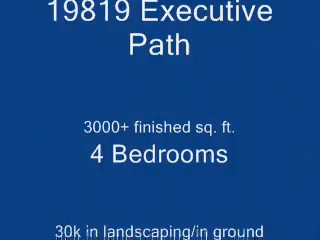 19819 Executive
Path
3000+ finished sq. ft.
4 Bedrooms
30k in landscaping/in ground